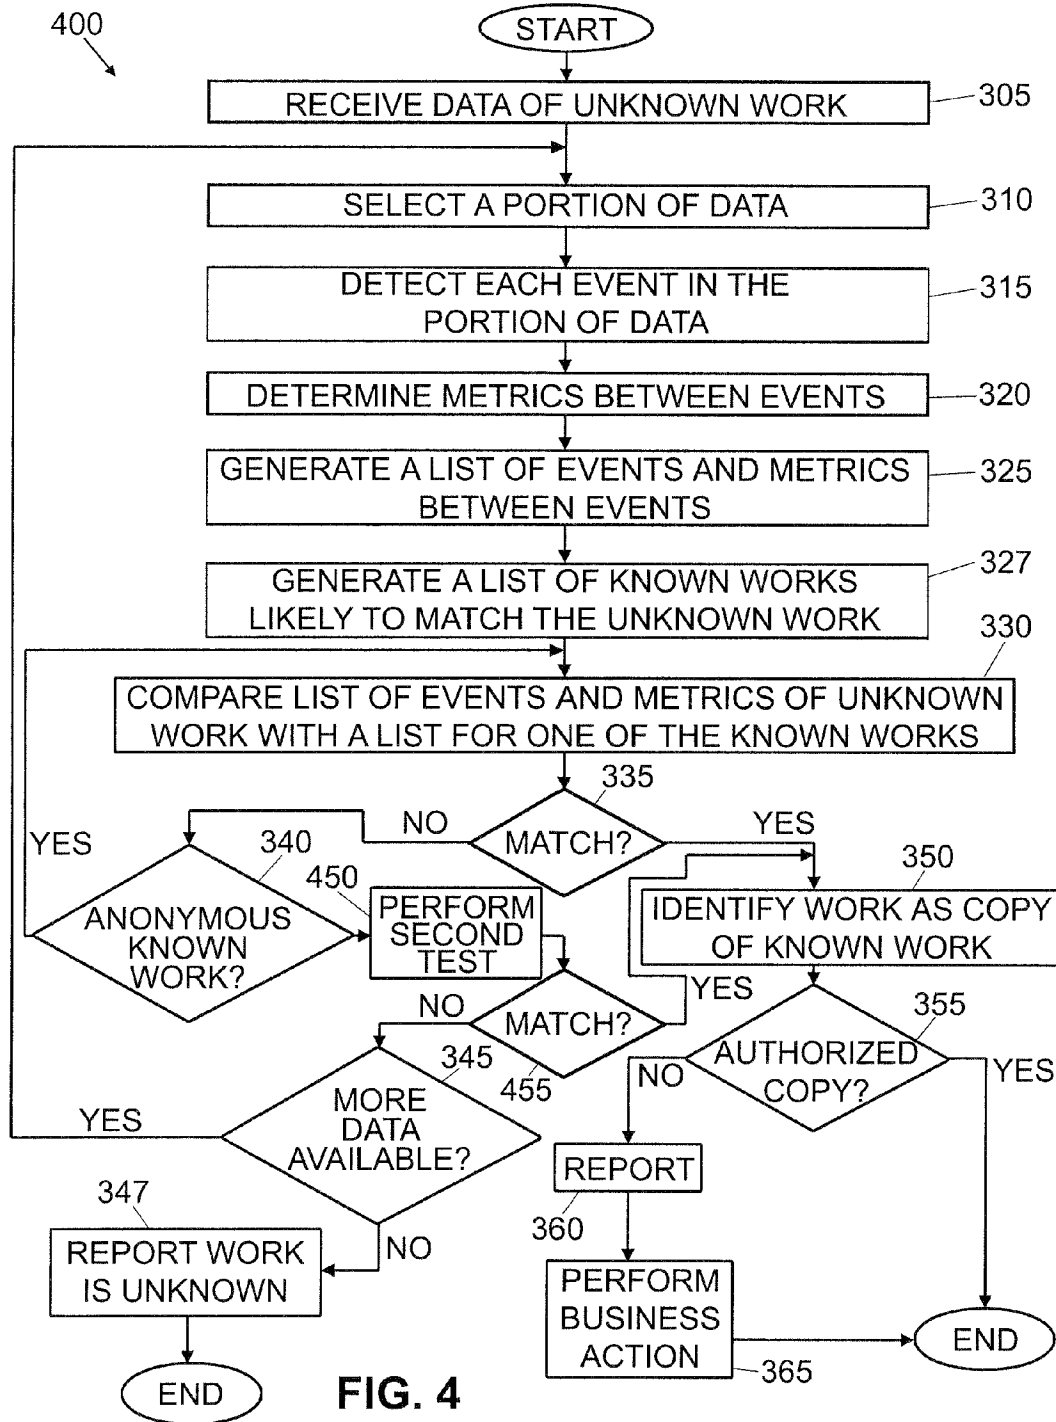 400
START
RECEIVE DATA OF UNKNOWN WORK
305
SELECT A PORTION OF DATA
310
DETECT EACH EVENT IN THE
PORTION OF DATA
315
DETERMINE METRICS BETWEEN EVENTS
320
GENERATE A LIST OF EVENTS AND METRICS
BETWEEN EVENTS
325
GENERATE A LIST OF KNOWN WORKS
LIKELY TO MATCH THE UNKNOWN WORK
327
330
COMPARE LIST OF EVENTS AND METRICS OF UNKNOWN
WORK WITH A LIST FOR ONE OF THE KNOWN WORKS
335
MATCH?
NO
YES
YES
340
ANONYMOUS
KNOWN
WORK?
450
PERFORM
SECOND
TEST
350
IDENTIFY WORK AS COPY
OF KNOWN WORK
NO
MATCH?
YES
455
355
AUTHORIZED
COPY?
NO
YES
345
MORE
DATA
AVAILABLE?
YES
NO
REPORT
360
347
REPORT WORK
IS UNKNOWN
PERFORM
BUSINESS
ACTION
365
END
END
FIG. 4